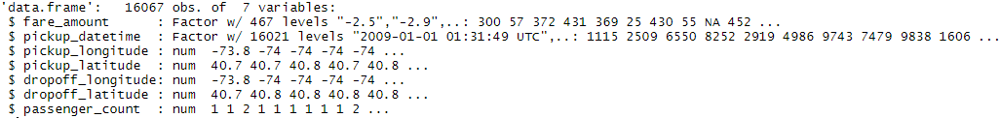 'data.frame':   16067 obs. of  7 variables:
 $ fare_amount      : Factor w/ 467 levels "-2.5","-2.9",..: 300 57 372 431 369 25 430 55 NA 452 ...
 $ pickup_datetime  : Factor w/ 16021 levels "2009-01-01 01:31:49 UTC",..: 1115 2509 6550 8252 2919 4986 9743 7479 9838 1606 ...
 $ pickup_longitude : num  -73.8 -74 -74 -74 -74 ...
 $ pickup_latitude  : num  40.7 40.7 40.8 40.7 40.8 ...
 $ dropoff_longitude: num  -73.8 -74 -74 -74 -74 ...
 $ dropoff_latitude : num  40.7 40.8 40.8 40.8 40.8 ...
 $ passenger_count  : num  1 1 2 1 1 1 1 1 1 2 ...